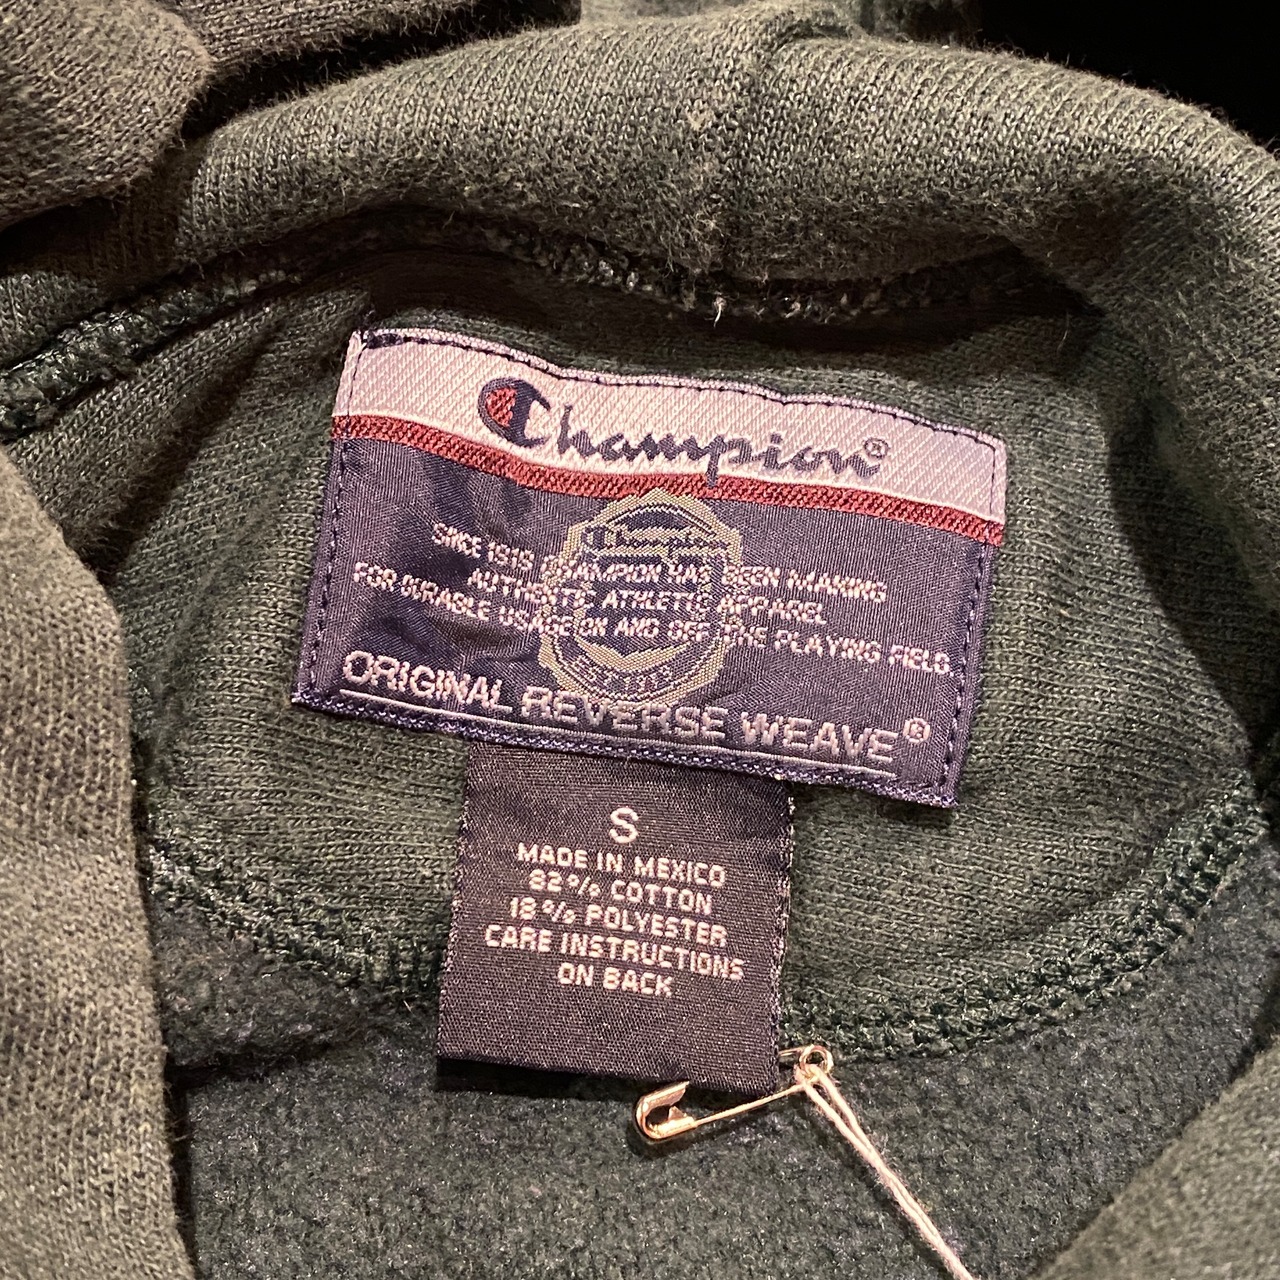 Champion®
Champion
SINCE 1919 CHAMPION HAS BEEN MAKING
AUTHENTIC ATHLETIC APPAREL
FOR DURABLE USAGE ON AND OFF THE PLAYING FIELD.
ORIGINAL REVERSE WEAVE®
S
MADE IN MEXICO
82% COTTON
18% POLYESTER
CARE INSTRUCTIONS
ON BACK